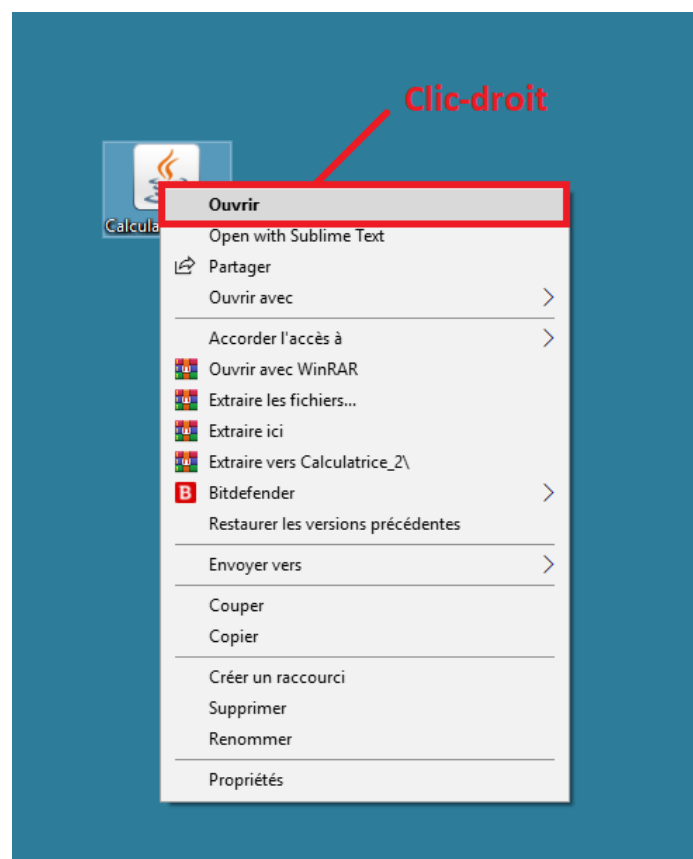 Clic-droit
Calcula
Ouvrir
Open with Sublime Text
Partager
Ouvrir avec
Accorder l'accès à
Ouvrir avec WinRAR
Extraire les fichiers...
Extraire ici
Extraire vers Calculatrice_2\
B Bitdefender
Restaurer les versions précédentes
Envoyer vers
Couper
Copier
Créer un raccourci
Supprimer
Renommer
Propriétés